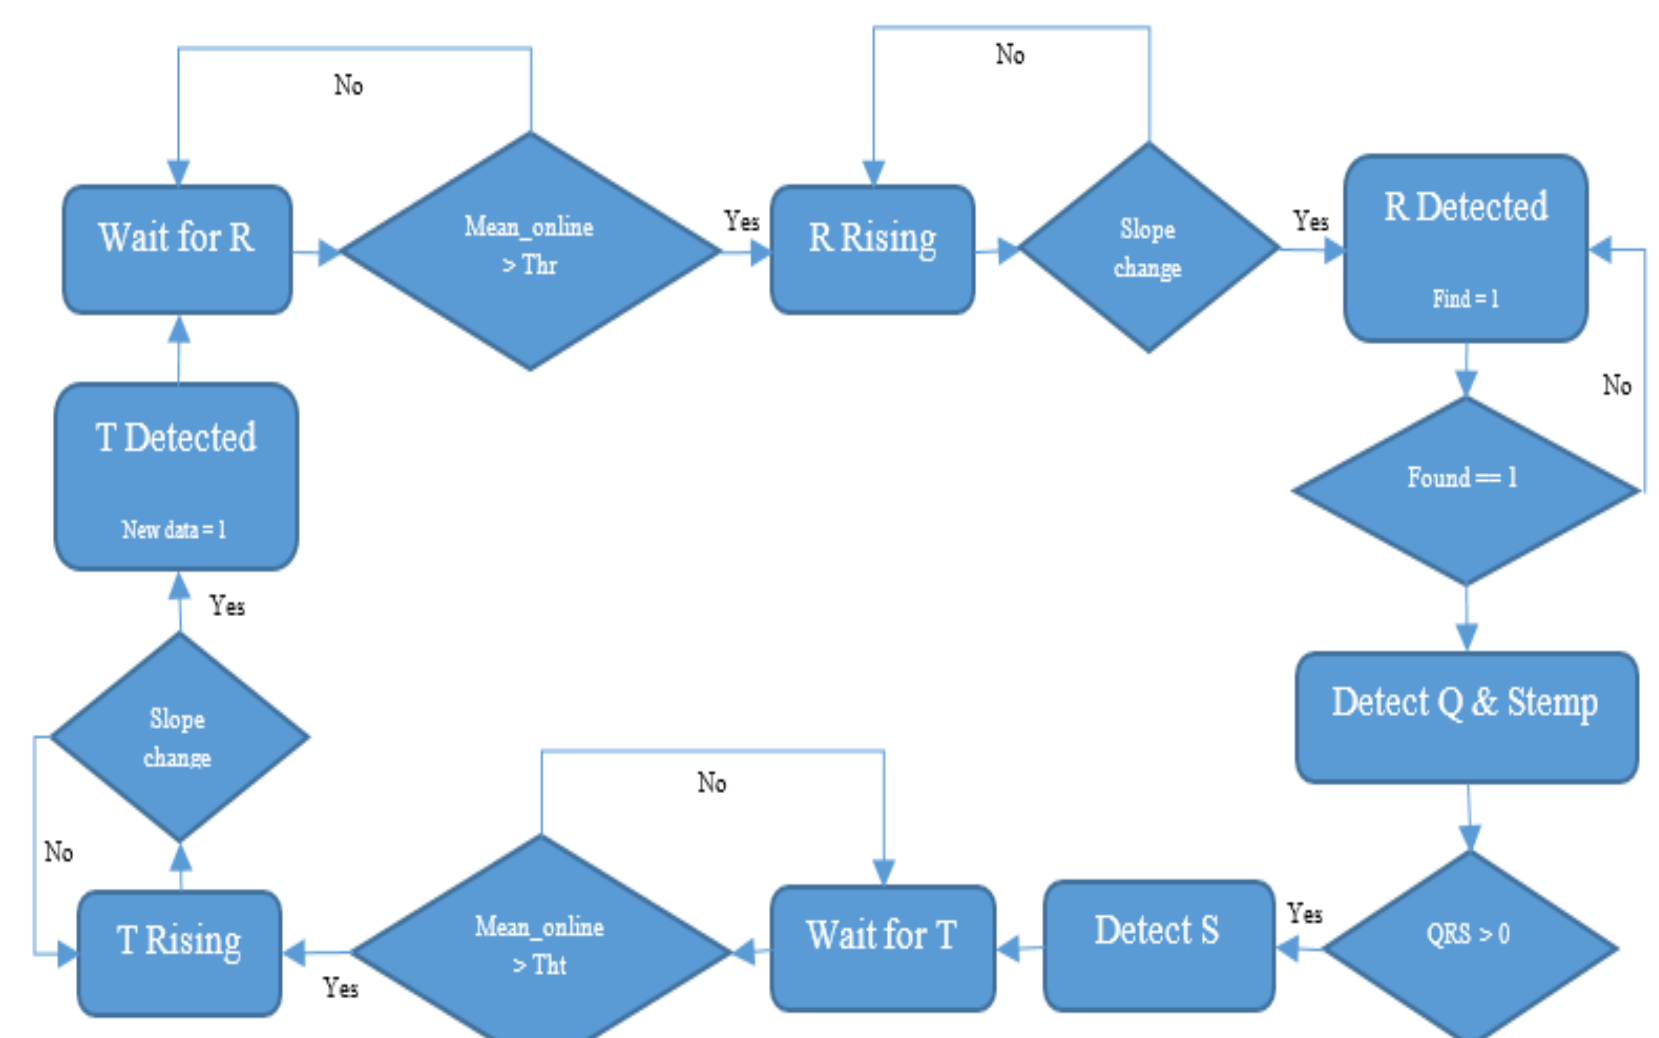 No
No
Wait for R
Mean_online
> Thr
Yes
R Rising
Slope
change
Yes
R Detected
Find = 1
No
Found == 1
T Detected
New data = 1
Yes
Detect Q & Stemp
Slope
change
No
No
T Rising
Yes
Mean_online
> Tht
Wait for T
Detect S
Yes
QRS > 0